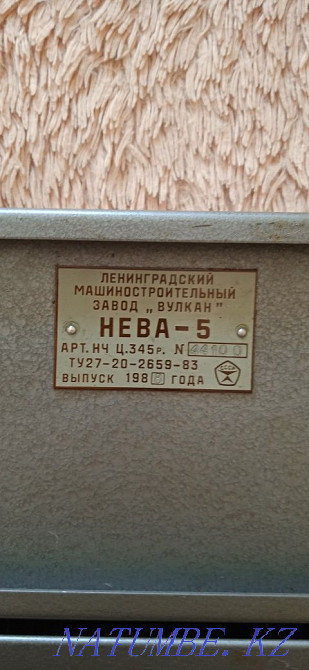 ЛЕНИНГРАДСКИЙ
МАШИНОСТРОИТЕЛЬНЫЙ
ЗАВОД „ВУЛКАН"
НЕВА-5
АРТ. НЧ Ц.345р. N
ТУ27-20-2659-83
ВЫПУСК 198 ГОДА
NATUMBE.KZ